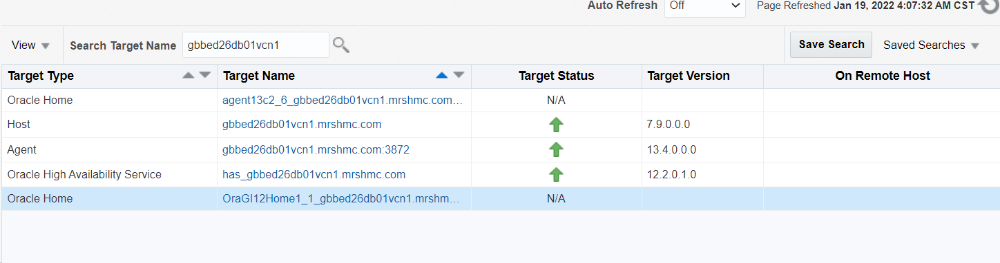 Auto Refresh Off Page Refreshed Jan 19, 2022 4:07:32 AM CST
View Search Target Name gbbed26db01vcn1 Save Search Saved Searches
Target Type Target Name Target Status Target Version On Remote Host
Oracle Home agent13c2_6_gbbed26db01vcn1.mrshmc.com... N/A
Host gbbed26db01vcn1.mrshmc.com 7.9.0.0.0
Agent gbbed26db01vcn1.mrshmc.com:3872 13.4.0.0.0
Oracle High Availability Service has_gbbed26db01vcn1.mrshmc.com 12.2.0.1.0
Oracle Home OraGI12Home1_1_gbbed26db01vcn1.mrshm... N/A